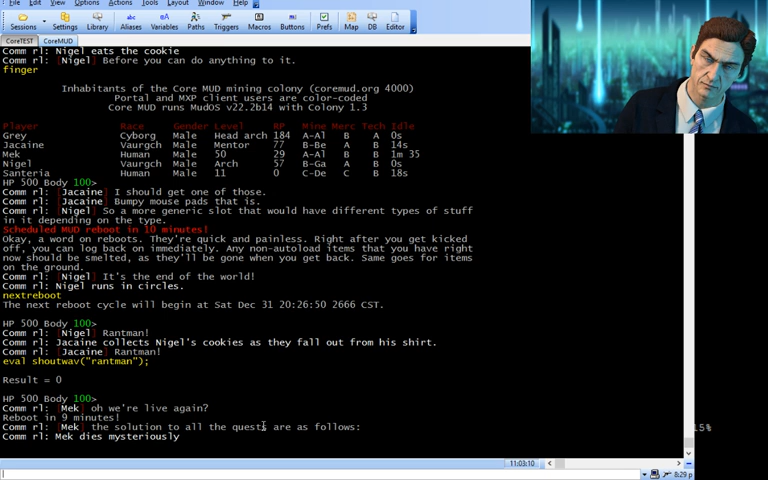 File Edit View Options Actions Window Help
Sessions Settings Library Aliases Variables Paths Triggers Macros Buttons Prefs Map DB Editor
CoreTEST CoreMUD
Comm rl: Nigel eats the cookie
Comm rl: [Nigel] Before you can do anything to it.
finger
Inhabitants of the Core MUD mining colony (coremud.org 4000)
Portal and MXP client users are color-coded
Core MUD runs MudOS v22.2b14 with Colony 1.3
Player Race Gender Level RP Mine Merc Tech Idle
Grey Cyborg Male Head arch 184 A-Al B A 0s
Jacaine Vaurgch Male Mentor 77 B-Be A B 14s
Mek Human Male 50 29 A-Al B B 1m 35
Nigel Vaurgch Male Arch 57 B-Ga A B 0s
Santeria Human Male 11 0 C-De C B 18s
HP 500 Body 100>
Comm rl: [Jacaine] I should get one of those.
Comm rl: [Jacaine] Bumpy mouse pads that is.
Comm rl: [Nigel] So a more generic slot that would have different types of stuff
in it depending on the type.
Scheduled MUD reboot in 10 minutes!
Okay, a word on reboots. They're quick and painless. Right after you get kicked
off, you can log back on immediately. Any non-autoload items that you have right
now should be smelted, as they'll be gone when you get back. Same goes for items
on the ground.
Comm rl: [Nigel] It's the end of the world!
Comm rl: Nigel runs in circles.
nextreboot
The next reboot cycle will begin at Sat Dec 31 20:26:50 2666 CST.
HP 500 Body 100>
Comm rl: [Nigel] Rantman!
Comm rl: Jacaine collects Nigel's cookies as they fall out from his shirt.
Comm rl: [Jacaine] Rantman!
eval shoutwav("rantman");
Result = 0
HP 500 Body 100>
Comm rl: [Mek] oh we're live again?
Reboot in 9 minutes!
Comm rl: [Mek] the solution to all the quests are as follows:
Comm rl: Mek dies mysteriously
15%
11:03:10
8:29 p